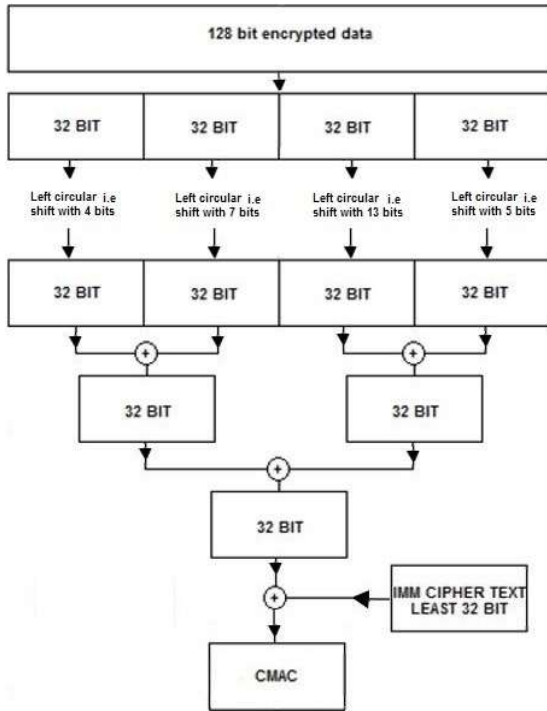 128 bit encrypted data
32 BIT 32 BIT 32 BIT 32 BIT
Left circular i.e
shift with 4 bits
Left circular i.e
shift with 7 bits
Left circular i.e
shift with 13 bits
Left circular i.e
shift with 5 bits
32 BIT 32 BIT 32 BIT 32 BIT
+ +
32 BIT 32 BIT
+
32 BIT
+
IMM CIPHER TEXT
LEAST 32 BIT
CMAC